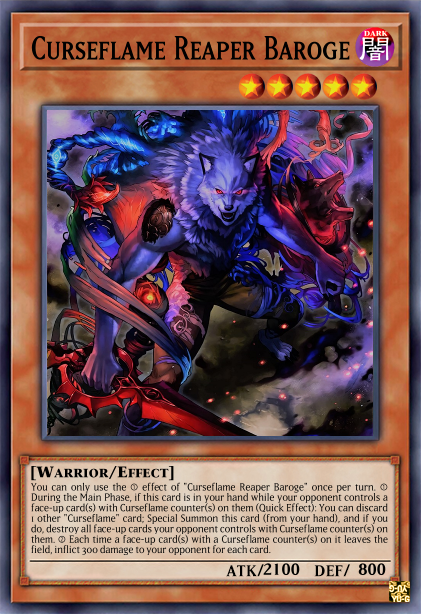 Curseflame Reaper Baroge
DARK
闇
[Warrior/Effect]
You can only use the ① effect of "Curseflame Reaper Baroge" once per turn. ①
During the Main Phase, if this card is in your hand while your opponent controls a
face-up card(s) with Curseflame counter(s) on them (Quick Effect): You can discard
1 other "Curseflame" card; Special Summon this card (from your hand), and if you
do, destroy all face-up cards your opponent controls with Curseflame counter(s) on
them. ② Each time a face-up card(s) with a Curseflame counter(s) on it leaves the
field, inflict 300 damage to your opponent for each card.
ATK/2100 DEF/ 800